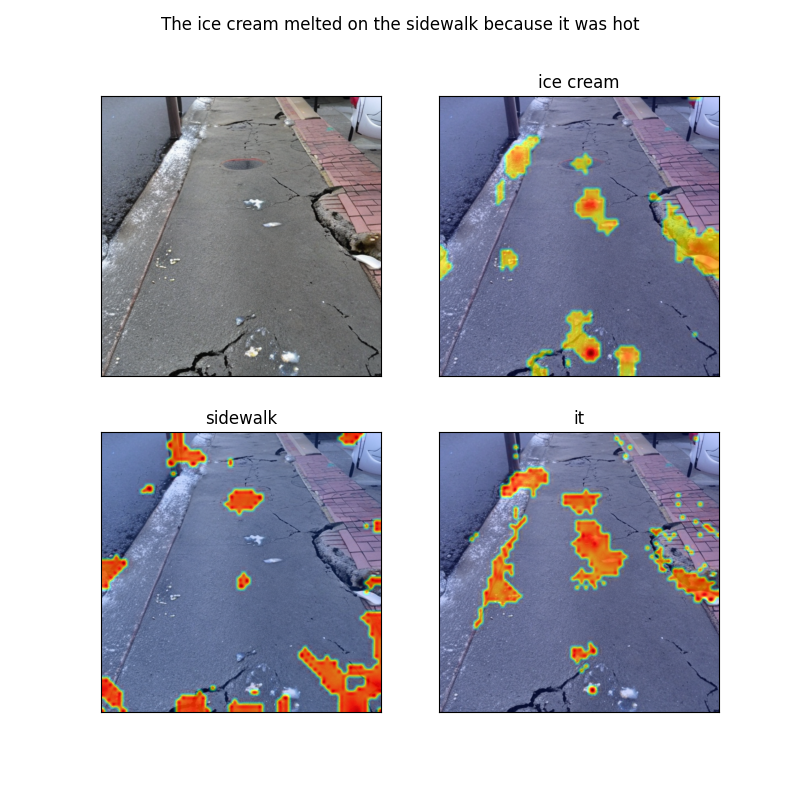 The ice cream melted on the sidewalk because it was hot
ice cream
sidewalk
it